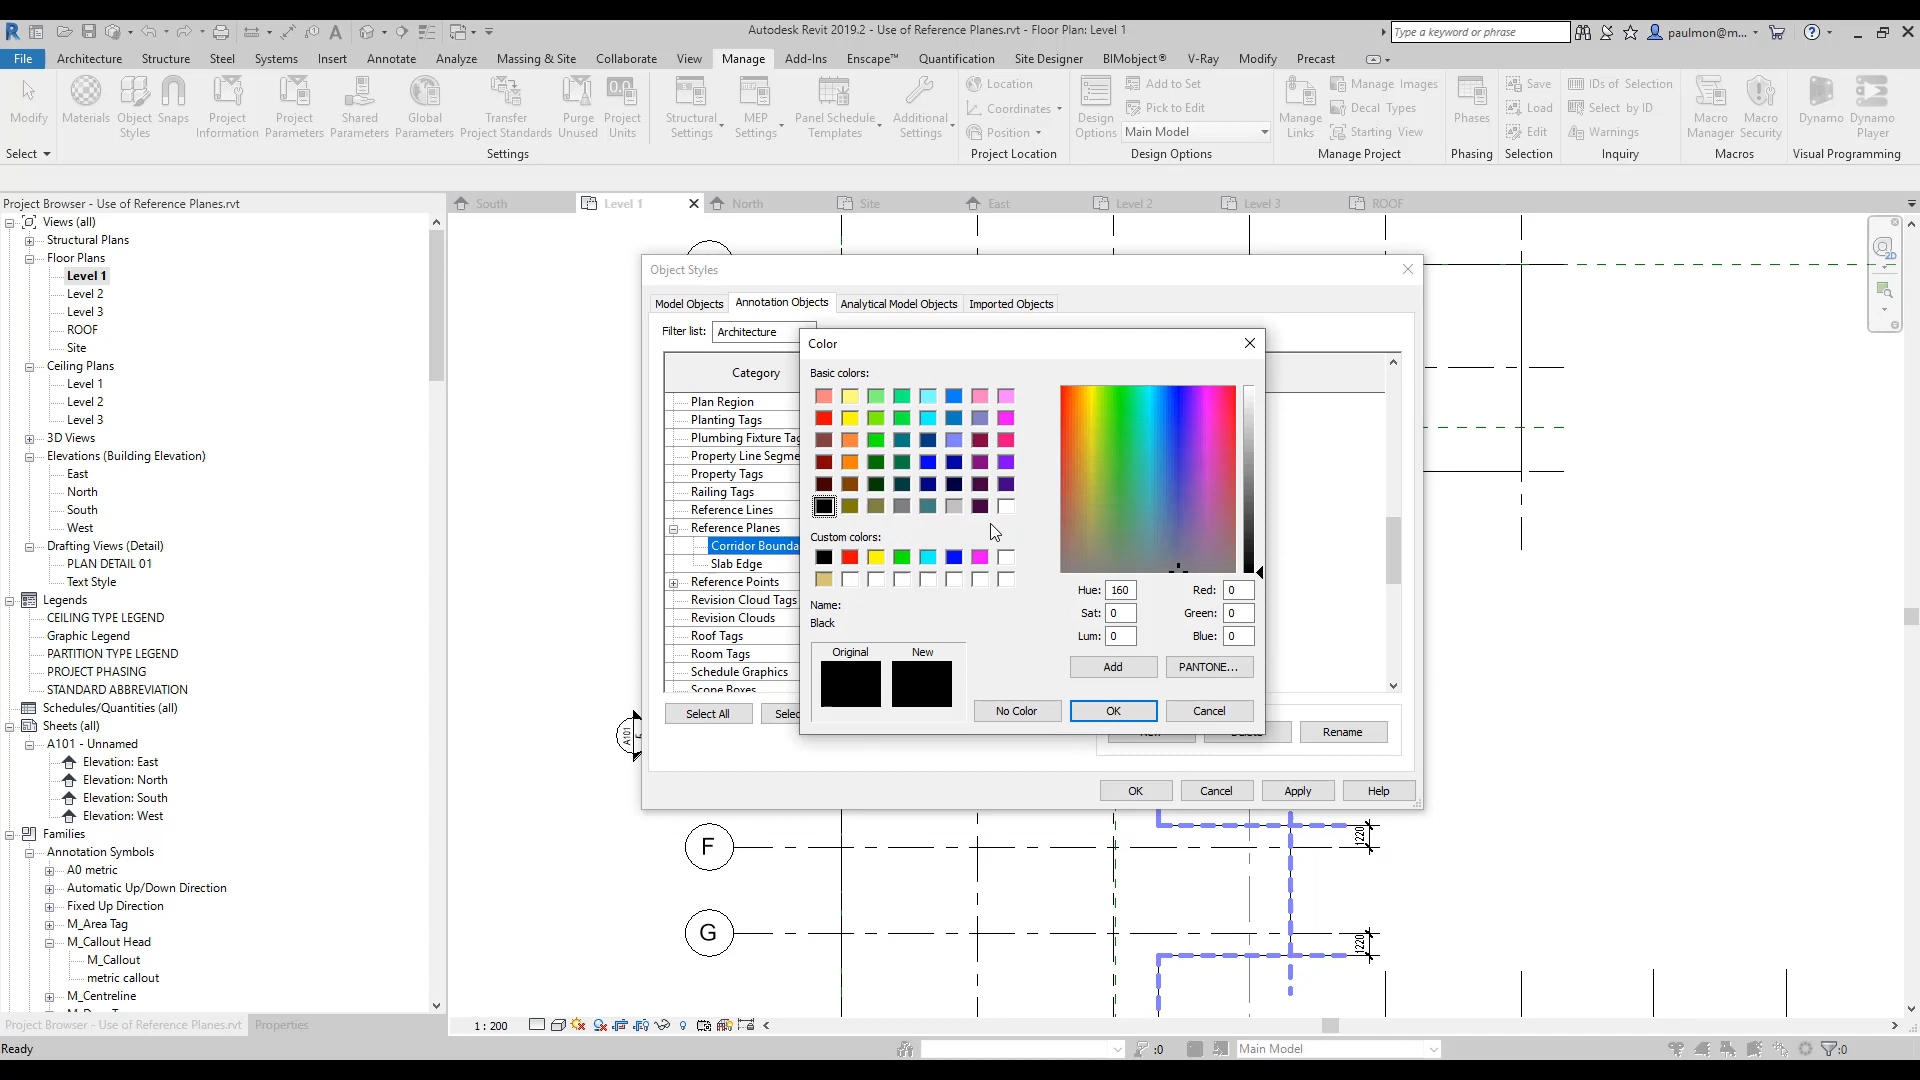 Autodesk Revit 2019.2 - Use of Reference Planes.rvt - Floor Plan: Level 1
Type a keyword or phrase
paulmon@m...
File Architecture Structure Steel Systems Insert Annotate Analyze Massing & Site Collaborate View Manage Add-Ins Enscape™ Quantification Site Designer BIMobject® V-Ray Modify Precast
Modify
Materials
Object Styles
Snaps
Project Information
Project Parameters
Shared Parameters
Global Parameters
Transfer Project Standards
Purge Unused
Project Units
Structural Settings
MEP Settings
Panel Schedule Templates
Additional Settings
Location
Coordinates
Position
Design Options
Add to Set
Pick to Edit
Main Model
Manage Links
Manage Images
Decal Types
Starting View
Phases
Save
Load
Edit
IDs of Selection
Select by ID
Warnings
Macro Manager
Macro Security
Dynamo
Dynamo Player
Select Settings Project Location Design Options Manage Project Phasing Selection Inquiry Macros Visual Programming
Project Browser - Use of Reference Planes.rvt
South Level 1 North Site East Level 2 Level 3 ROOF
Views (all)
Structural Plans
Floor Plans
Level 1
Level 2
Level 3
ROOF
Site
Ceiling Plans
Level 1
Level 2
Level 3
3D Views
Elevations (Building Elevation)
East
North
South
West
Drafting Views (Detail)
PLAN DETAIL 01
Text Style
Legends
CEILING TYPE LEGEND
Graphic Legend
PARTITION TYPE LEGEND
PROJECT PHASING
STANDARD ABBREVIATION
Schedules/Quantities (all)
Sheets (all)
A101 - Unnamed
Elevation: East
Elevation: North
Elevation: South
Elevation: West
Families
Annotation Symbols
A0 metric
Automatic Up/Down Direction
Fixed Up Direction
M_Area Tag
M_Callout Head
M_Callout
metric callout
M_Centreline
Project Browser - Use of Reference Planes.rvt Properties
Ready
Object Styles
Model Objects Annotation Objects Analytical Model Objects Imported Objects
Filter list: Architecture
Category
Plan Region
Planting Tags
Plumbing Fixture Tag
Property Line Segme
Property Tags
Railing Tags
Reference Lines
Reference Planes
Corridor Bounda
Slab Edge
Reference Points
Revision Cloud Tags
Revision Clouds
Roof Tags
Room Tags
Schedule Graphics
Scope Boxes
Select All Selec
New Delete Rename
OK Cancel Apply Help
Color
Basic colors:
Custom colors:
Name:
Black
Original New
Hue: 160 Red: 0
Sat: 0 Green: 0
Lum: 0 Blue: 0
Add PANTONE...
No Color OK Cancel
2D
A101
F
1220
G
1220
1 : 200
:0
Main Model
:0